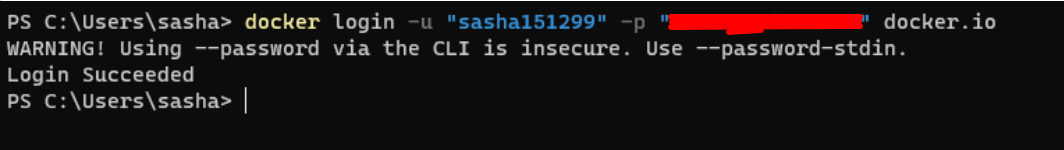 PS C:\Users\sasha> docker login -u "sasha151299" -p "" docker.io
WARNING! Using --password via the CLI is insecure. Use --password-stdin.
Login Succeeded
PS C:\Users\sasha>